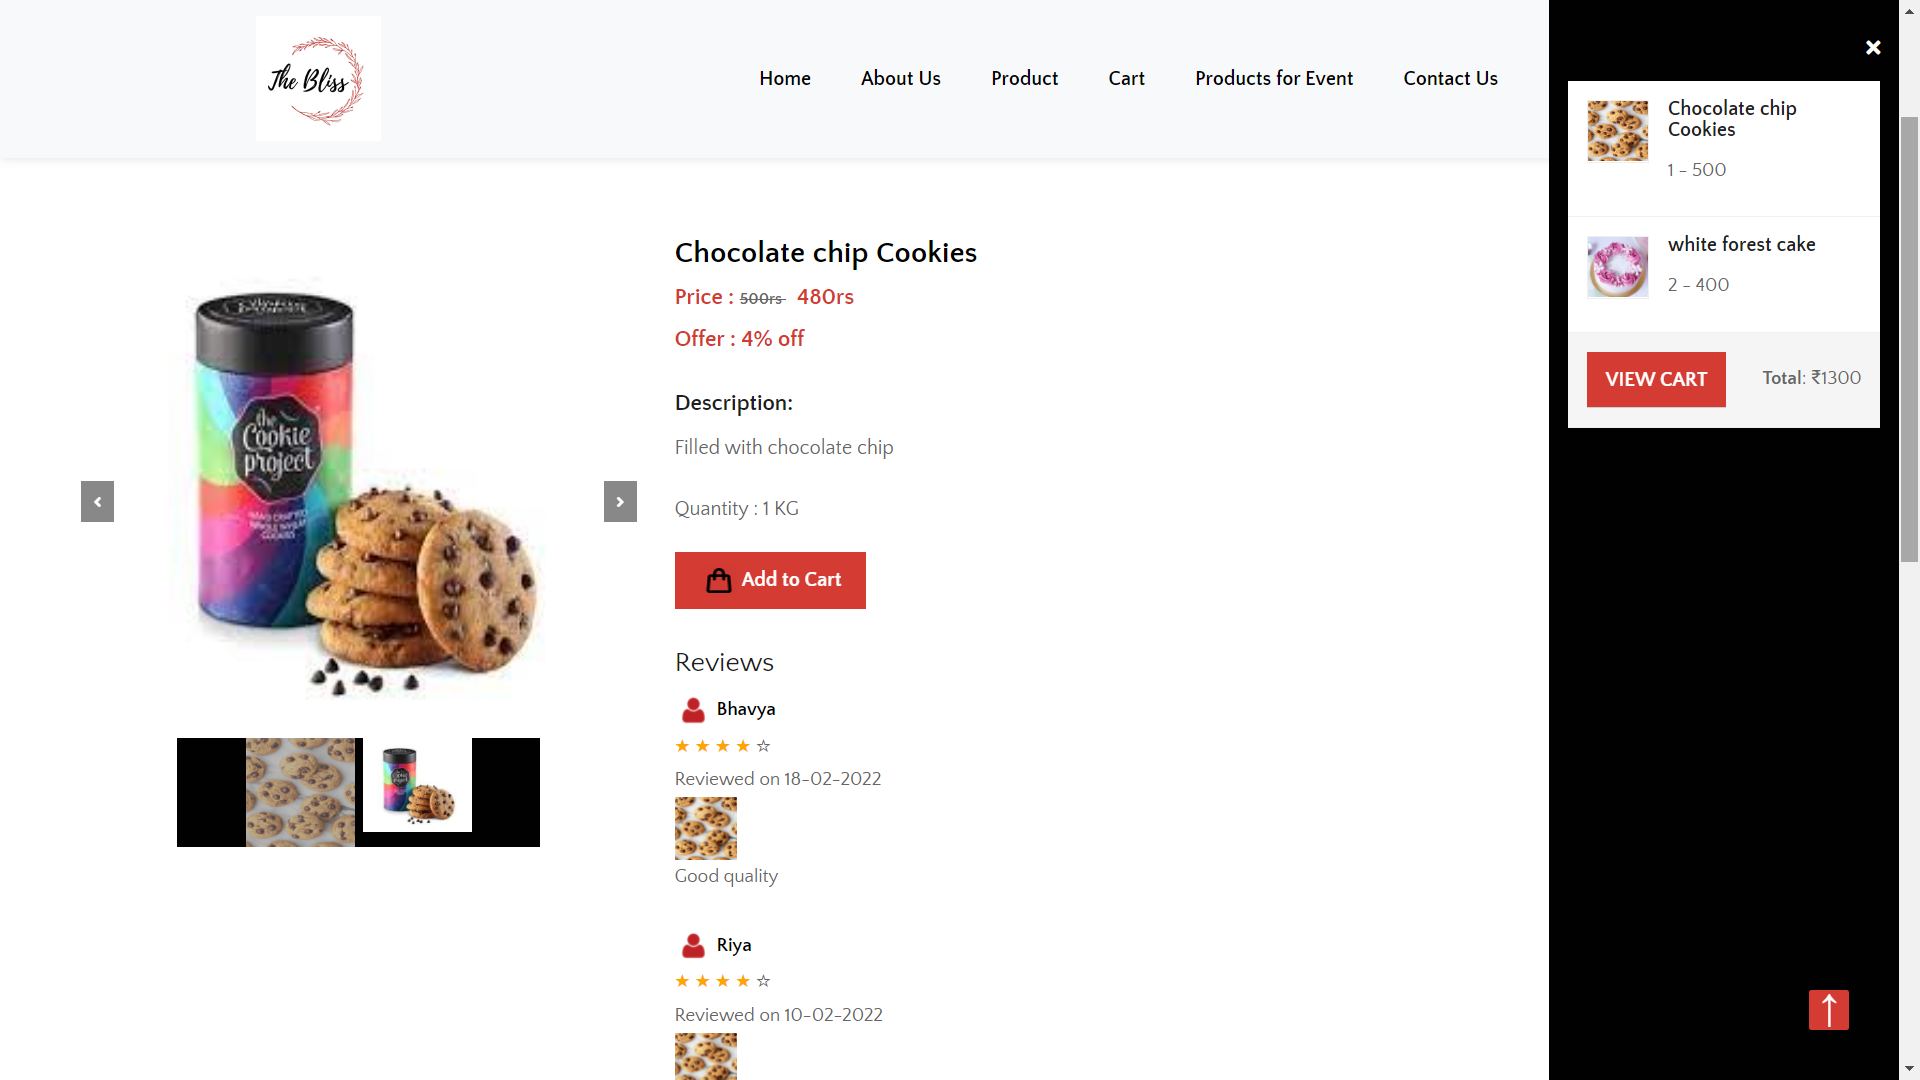 The Bliss
Home
About Us
Product
Cart
Products for Event
Contact Us
Chocolate chip Cookies
Price : 500rs 480rs
Offer : 4% off
Description:
Filled with chocolate chip
Quantity : 1 KG
Add to Cart
Reviews
Bhavya
Reviewed on 18-02-2022
Good quality
Riya
Reviewed on 10-02-2022
the
Cookie
project
Chocolate chip
Cookies
1 - 500
white forest cake
2 - 400
VIEW CART
Total: ₹1300